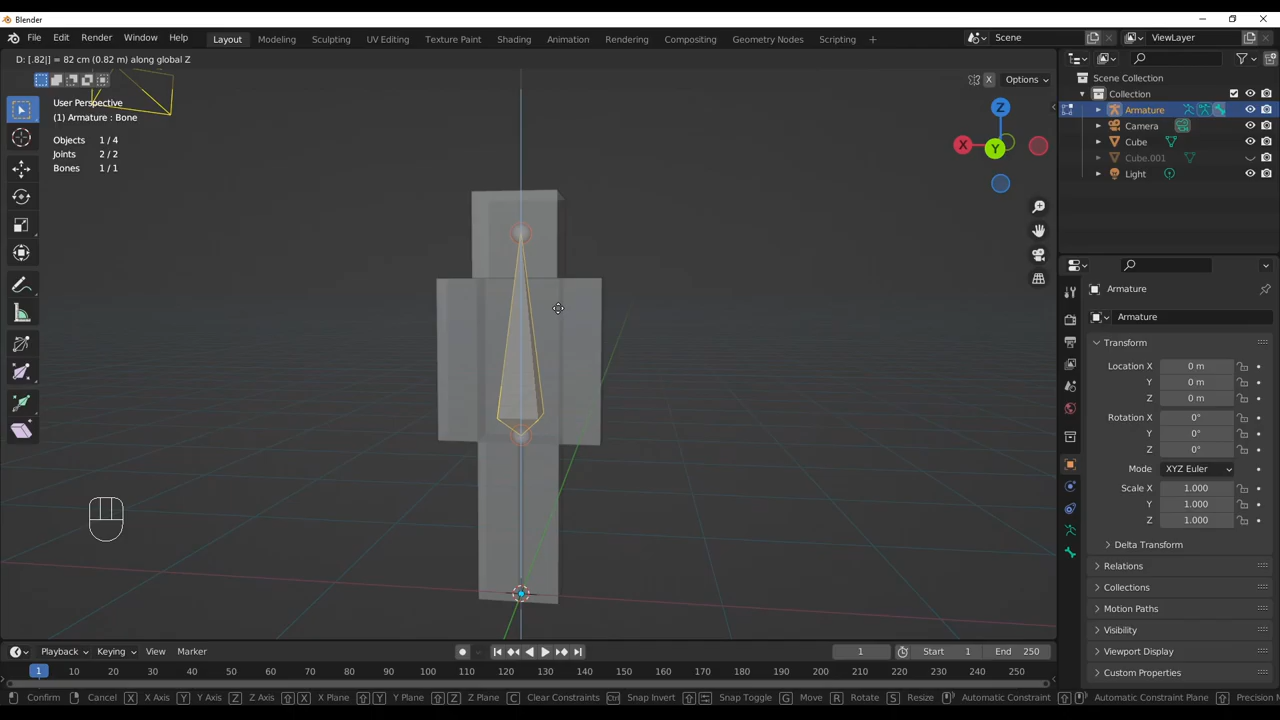 Blender
File Edit Render Window Help Layout Modeling Sculpting UV Editing Texture Paint Shading Animation Rendering Compositing Geometry Nodes Scripting + Scene ViewLayer
D: [.82|] = 82 cm (0.82 m) along global Z
X Options
User Perspective
(1) Armature : Bone
Objects 1 / 4
Joints 2 / 2
Bones 1 / 1
Z
X
Y
Scene Collection
Collection
Armature
Camera
Cube
Cube.001
Light
Armature
Armature
Transform
Location X 0 m
Y 0 m
Z 0 m
Rotation X 0°
Y 0°
Z 0°
Mode XYZ Euler
Scale X 1.000
Y 1.000
Z 1.000
Delta Transform
Relations
Collections
Motion Paths
Visibility
Viewport Display
Custom Properties
Playback Keying View Marker 1 Start 1 End 250
1 10 20 30 40 50 60 70 80 90 100 110 120 130 140 150 160 170 180 190 200 210 220 230 240 250
Confirm Cancel X X Axis Y Y Axis Z Z Axis X X Plane Y Y Plane Z Z Plane C Clear Constraints Ctrl Snap Invert Snap Toggle G Move R Rotate S Resize Automatic Constraint Automatic Constraint Plane Precision M